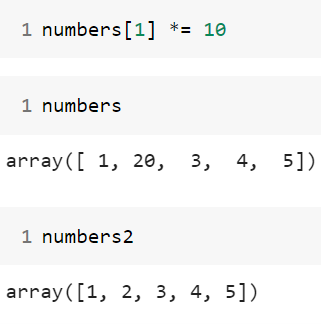 1 numbers[1] *= 10
1 numbers
array([ 1, 20,  3,  4,  5])
1 numbers2
array([1, 2, 3, 4, 5])